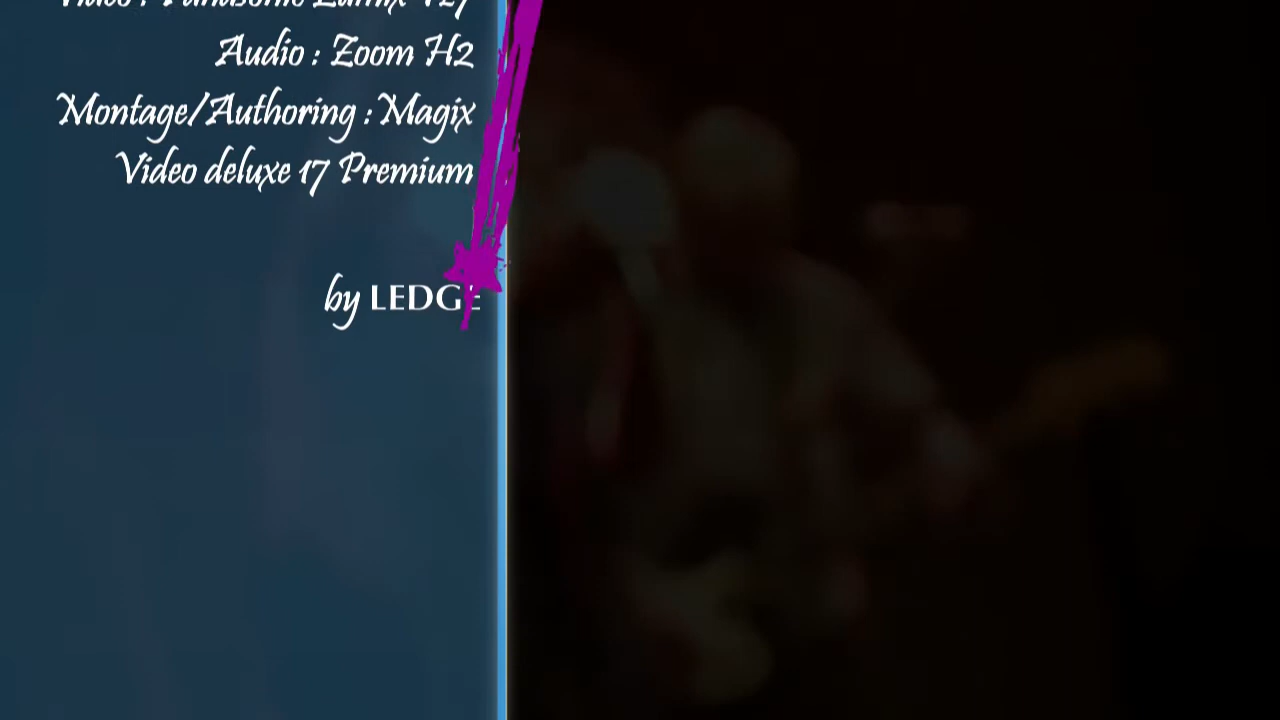 Audio : Zoom H2
Montage/Authoring : Magix
Video deluxe 17 Premium
by LEDGE